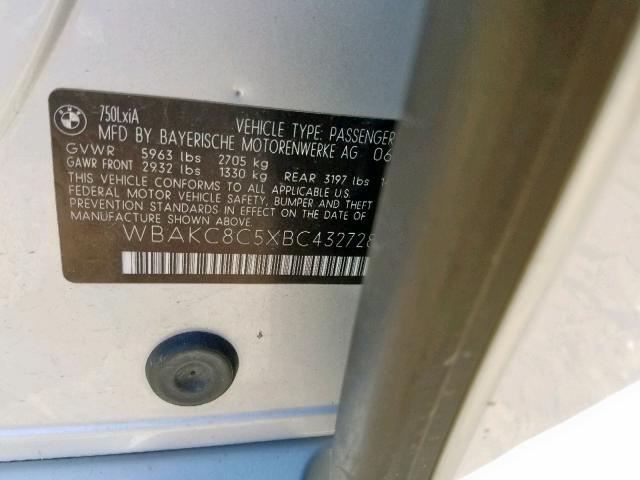 BMW
750LxiA
VEHICLE TYPE: PASSENGER
MFD BY BAYERISCHE MOTORENWERKE AG 06
GVWR 5963 lbs 2705 kg
GAWR FRONT 2932 lbs 1330 kg REAR 3197 lbs
THIS VEHICLE CONFORMS TO ALL APPLICABLE U.S.
FEDERAL MOTOR VEHICLE SAFETY, BUMPER AND THEFT
PREVENTION STANDARDS IN EFFECT ON THE DATE OF
MANUFACTURE SHOWN ABOVE.
WBAKC8C5XBC432728